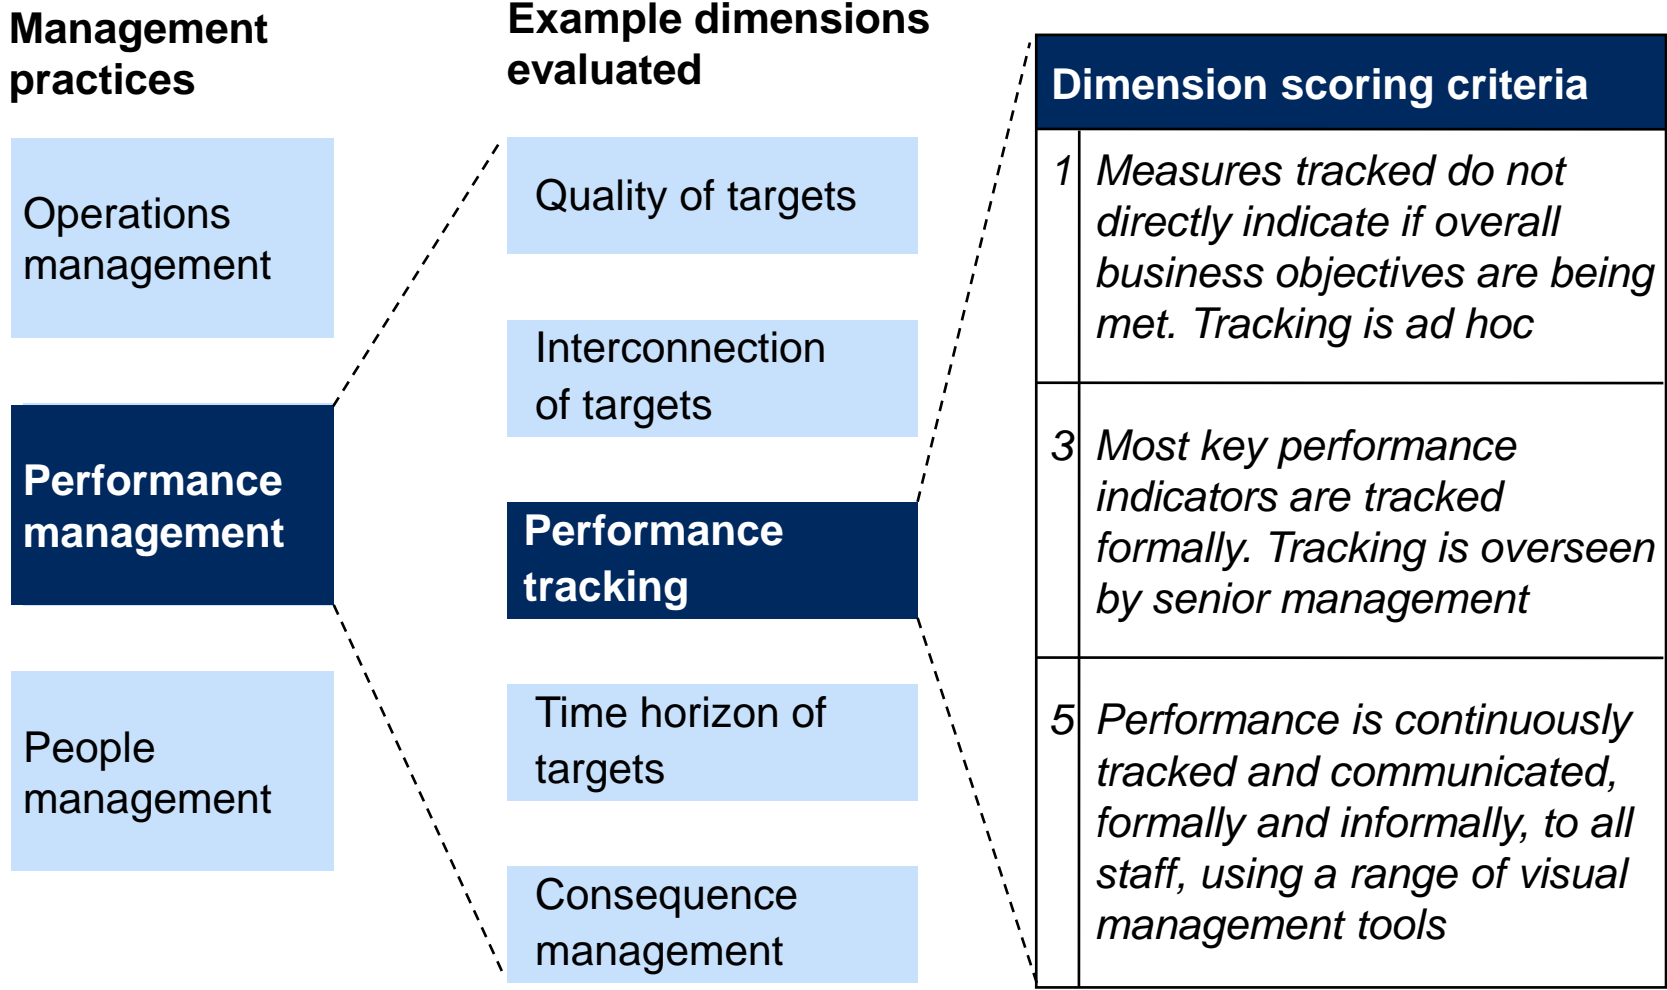 Management
practices
Operations
management
Performance
management
People
management
Example dimensions
evaluated
Quality of targets
Interconnection
of targets
Performance
tracking
Time horizon of
targets
Consequence
management
Dimension scoring criteria
1 Measures tracked do not
directly indicate if overall
business objectives are being
met. Tracking is ad hoc
3 Most key performance
indicators are tracked
formally. Tracking is overseen
by senior management
5 Performance is continuously
tracked and communicated,
formally and informally, to all
staff, using a range of visual
management tools